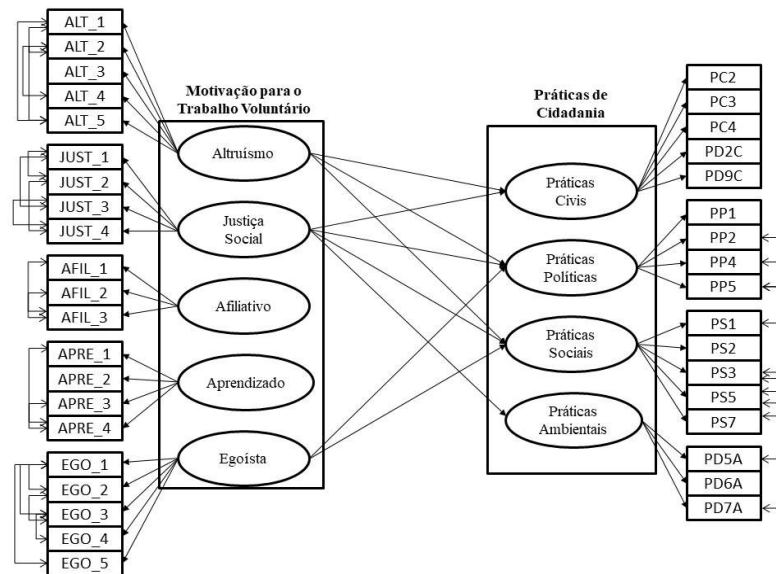 ALT_1
ALT_2
ALT_3
ALT_4
ALT_5
JUST_1
JUST_2
JUST_3
JUST_4
AFIL_1
AFIL_2
AFIL_3
APRE_1
APRE_2
APRE_3
APRE_4
EGO_1
EGO_2
EGO_3
EGO_4
EGO_5
Motivação para o
Trabalho Voluntário
Altruísmo
Justiça
Social
Afiliativo
Aprendizado
Egoísta
Práticas de
Cidadania
Práticas
Civis
Práticas
Políticas
Práticas
Sociais
Práticas
Ambientais
PC2
PC3
PC4
PD2C
PD9C
PP1
PP2
PP4
PP5
PS1
PS2
PS3
PS5
PS7
PD5A
PD6A
PD7A